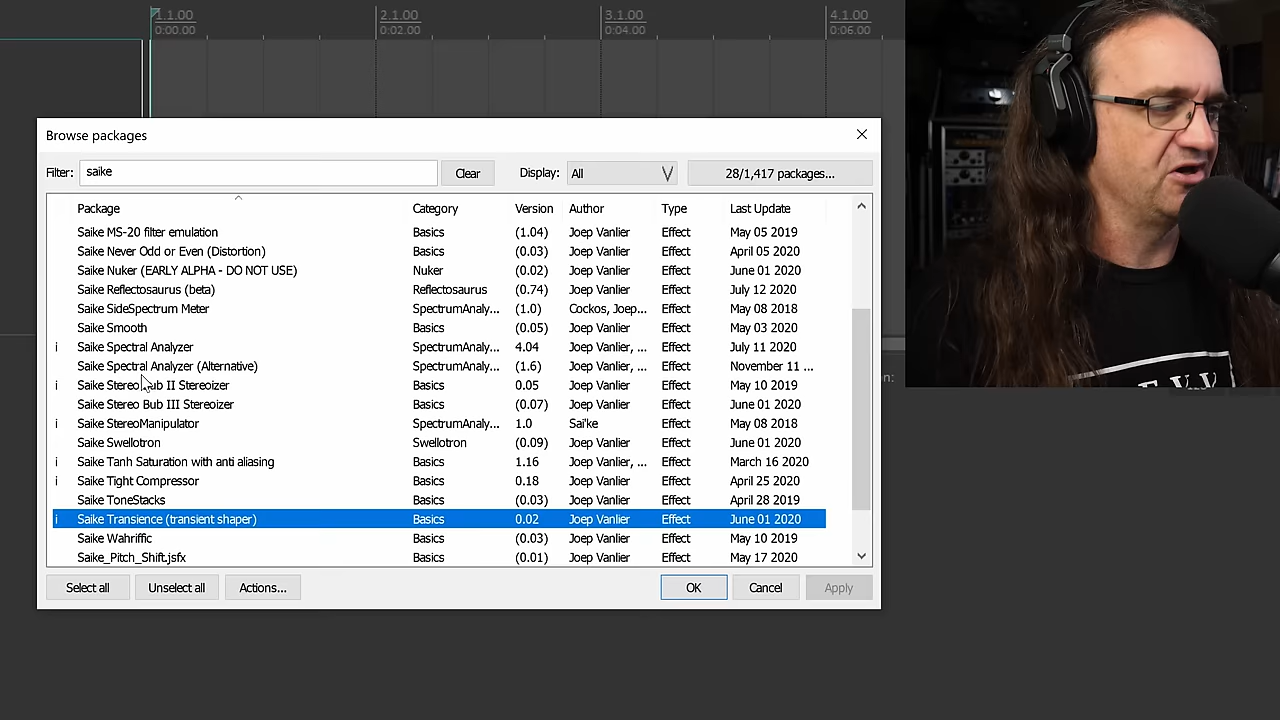 1.1.00 2.1.00 3.1.00 4.1.00
0:00.00 0:02.00 0:04.00 0:06.00
Browse packages
Filter: saike Clear Display: All 28/1,417 packages...
Package Category Version Author Type Last Update
Saike MS-20 filter emulation Basics (1.04) Joep Vanlier Effect May 05 2019
Saike Never Odd or Even (Distortion) Basics (0.03) Joep Vanlier Effect April 05 2020
Saike Nuker (EARLY ALPHA - DO NOT USE) Nuker (0.02) Joep Vanlier Effect June 01 2020
Saike Reflectosaurus (beta) Reflectosaurus (0.74) Joep Vanlier Effect July 12 2020
Saike SideSpectrum Meter SpectrumAnaly... (1.0) Cockos, Joep... Effect May 08 2018
Saike Smooth Basics (0.05) Joep Vanlier Effect May 03 2020
i Saike Spectral Analyzer SpectrumAnaly... 4.04 Joep Vanlier, ... Effect July 11 2020
Saike Spectral Analyzer (Alternative) SpectrumAnaly... (1.6) Joep Vanlier, ... Effect November 11 ...
i Saike Stereo Bub II Stereoizer Basics 0.05 Joep Vanlier Effect May 10 2019
Saike Stereo Bub III Stereoizer Basics (0.07) Joep Vanlier Effect June 01 2020
i Saike StereoManipulator SpectrumAnaly... 1.0 Sai'ke Effect May 08 2018
Saike Swellotron Swellotron (0.09) Joep Vanlier Effect June 01 2020
i Saike Tanh Saturation with anti aliasing Basics 1.16 Joep Vanlier, ... Effect March 16 2020
i Saike Tight Compressor Basics 0.18 Joep Vanlier Effect April 25 2020
Saike ToneStacks Basics (0.03) Joep Vanlier Effect April 28 2019
i Saike Transience (transient shaper) Basics 0.02 Joep Vanlier Effect June 01 2020
Saike Wahriffic Basics (0.03) Joep Vanlier Effect May 10 2019
Saike_Pitch_Shift.jsfx Basics (0.01) Joep Vanlier Effect May 17 2020
Select all Unselect all Actions... OK Cancel Apply